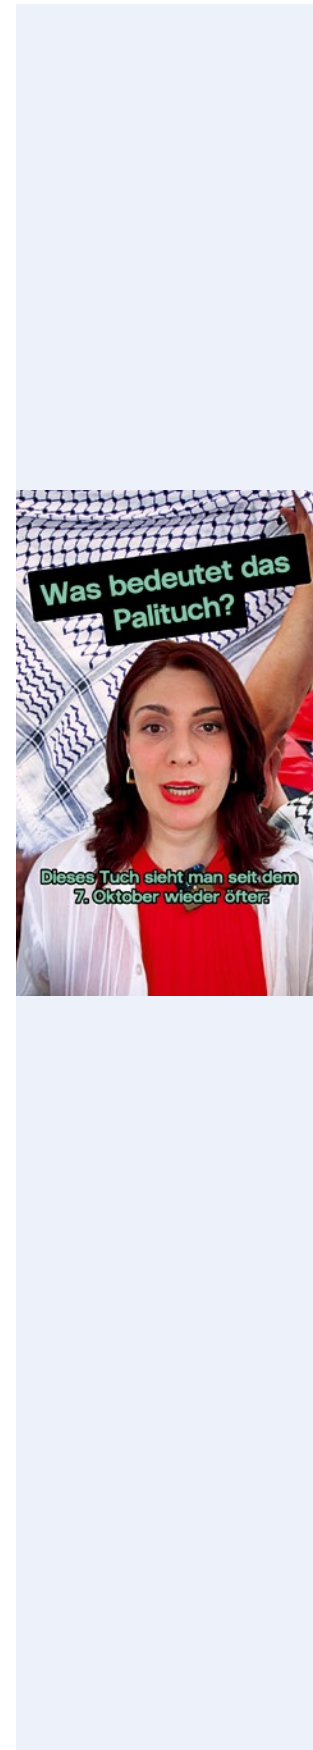 Was bedeutet das
Palituch?
Dieses Tuch sieht man seit dem
7. Oktober wieder öfter.